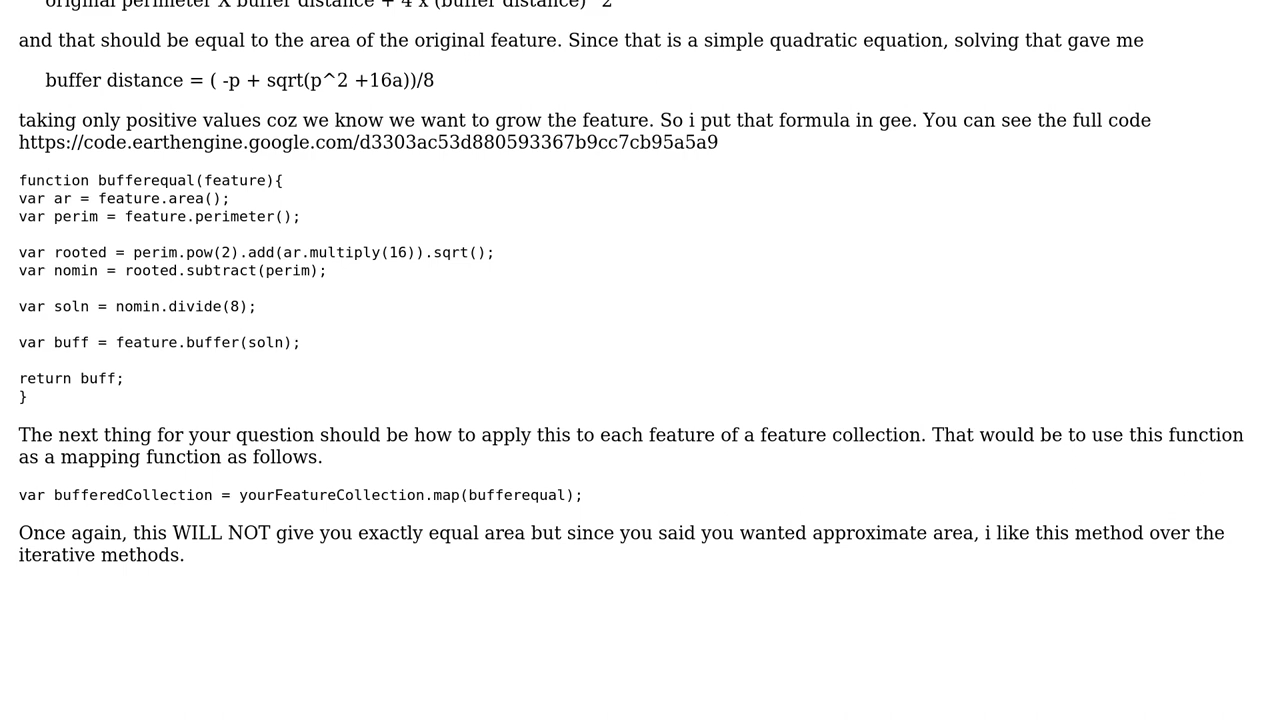 original perimeter X buffer distance + 4 x (buffer distance)^2
and that should be equal to the area of the original feature. Since that is a simple quadratic equation, solving that gave me
buffer distance = ( -p + sqrt(p^2 +16a))/8
taking only positive values coz we know we want to grow the feature. So i put that formula in gee. You can see the full code
https://code.earthengine.google.com/d3303ac53d880593367b9cc7cb95a5a9
function bufferequal(feature){
var ar = feature.area();
var perim = feature.perimeter();
var rooted = perim.pow(2).add(ar.multiply(16)).sqrt();
var nomin = rooted.subtract(perim);
var soln = nomin.divide(8);
var buff = feature.buffer(soln);
return buff;
}
The next thing for your question should be how to apply this to each feature of a feature collection. That would be to use this function
as a mapping function as follows.
var bufferedCollection = yourFeatureCollection.map(bufferequal);
Once again, this WILL NOT give you exactly equal area but since you said you wanted approximate area, i like this method over the
iterative methods.